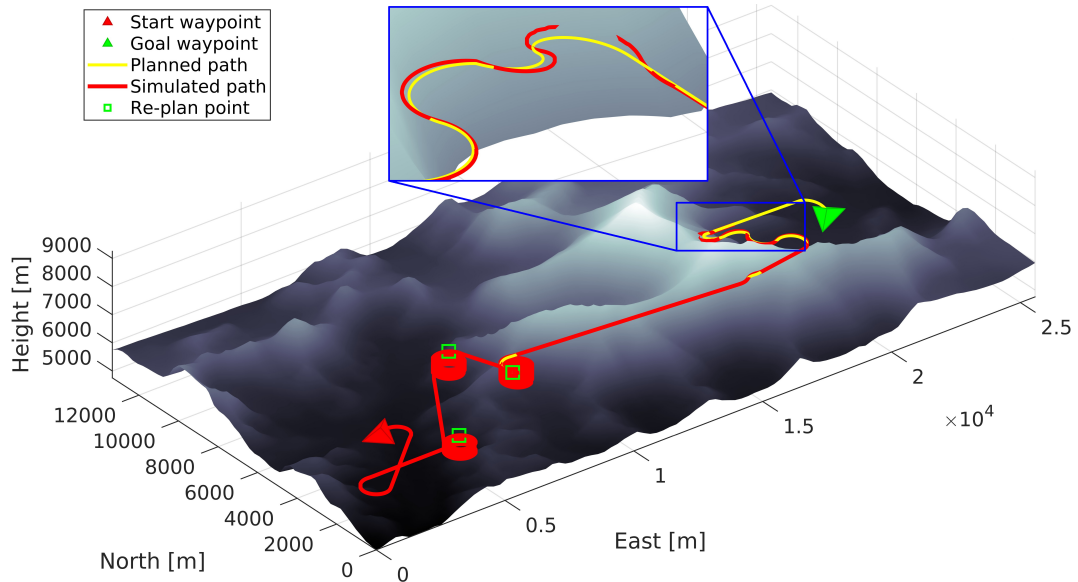 Start waypoint
Goal waypoint
Planned path
Simulated path
Re-plan point
Height [m]
9000
8000
7000
6000
5000
12000
10000
8000
6000
4000
2000
0
North [m]
0
0.5
1
1.5
2
2.5
×10⁴
East [m]